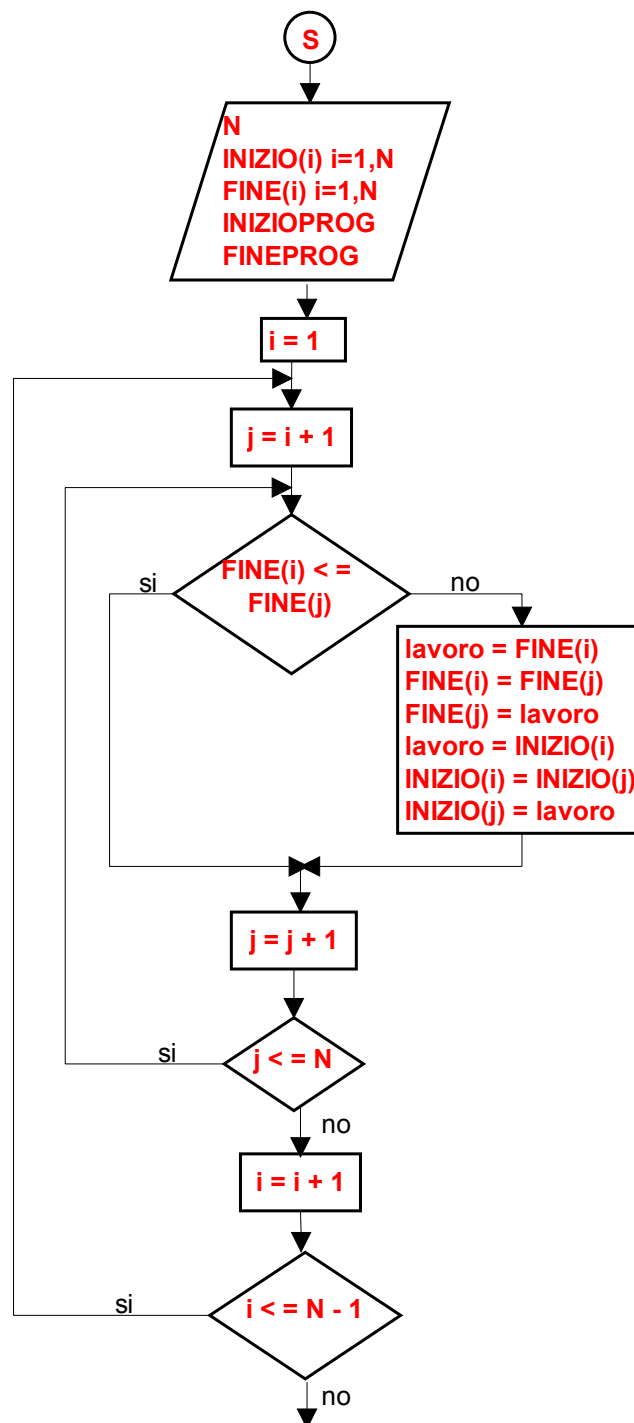 S
N
INIZIO(i) i=1,N
FINE(i) i=1,N
INIZIOPROG
FINEPROG
i = 1
j = i + 1
FINE(i) < =
FINE(j)
si
no
lavoro = FINE(i)
FINE(i) = FINE(j)
FINE(j) = lavoro
lavoro = INIZIO(i)
INIZIO(i) = INIZIO(j)
INIZIO(j) = lavoro
j = j + 1
j < = N
si
no
i = i + 1
i < = N - 1
si
no